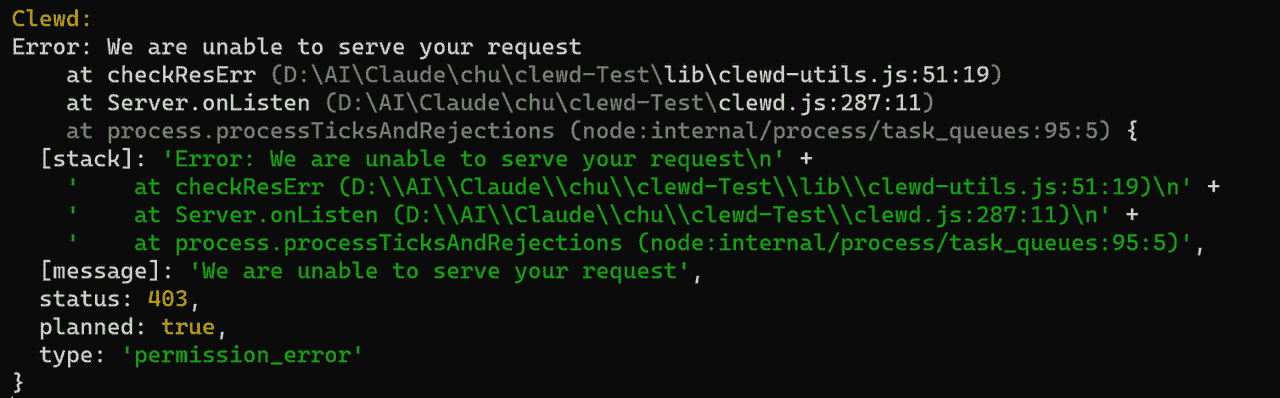 Clewd:
Error: We are unable to serve your request
    at checkResErr (D:\AI\Claude\chu\clewd-Test\lib\clewd-utils.js:51:19)
    at Server.onListen (D:\AI\Claude\chu\clewd-Test\clewd.js:287:11)
    at process.processTicksAndRejections (node:internal/process/task_queues:95:5) {
  [stack]: 'Error: We are unable to serve your request\n' +
    '    at checkResErr (D:\\AI\\Claude\\chu\\clewd-Test\\lib\\clewd-utils.js:51:19)\n' +
    '    at Server.onListen (D:\\AI\\Claude\\chu\\clewd-Test\\clewd.js:287:11)\n' +
    '    at process.processTicksAndRejections (node:internal/process/task_queues:95:5)',
  [message]: 'We are unable to serve your request',
  status: 403,
  planned: true,
  type: 'permission_error'
}